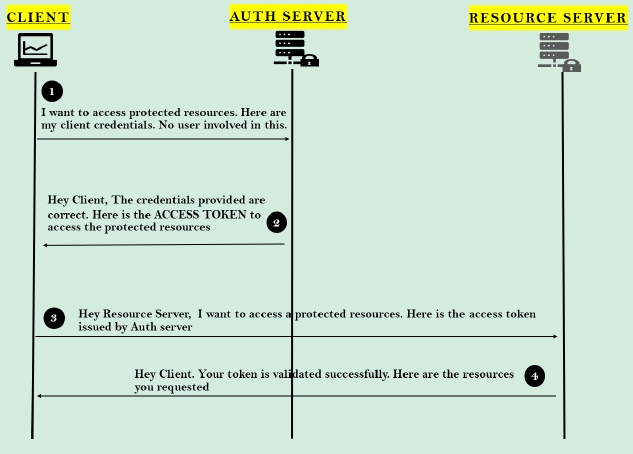 CLIENT
AUTH SERVER
RESOURCE SERVER
1
I want to access protected resources. Here are
my client credentials. No user involved in this.
Hey Client, The credentials provided are
correct. Here is the ACCESS TOKEN to
access the protected resources
2
3
Hey Resource Server, I want to access a protected resources. Here is the access token
issued by Auth server
Hey Client. Your token is validated successfully. Here are the resources
you requested
4